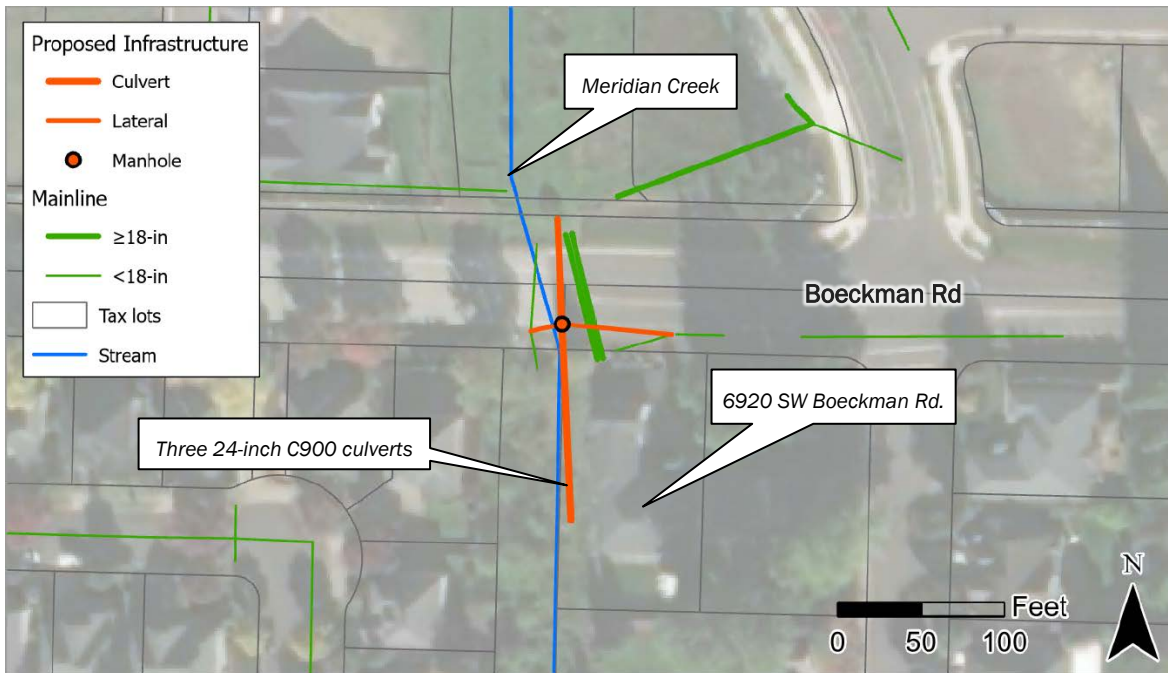 Proposed Infrastructure
Culvert
Lateral
Manhole
Mainline
≥18-in
<18-in
Tax lots
Stream
Meridian Creek
Boeckman Rd
6920 SW Boeckman Rd.
Three 24-inch C900 culverts
N
Feet
0 50 100